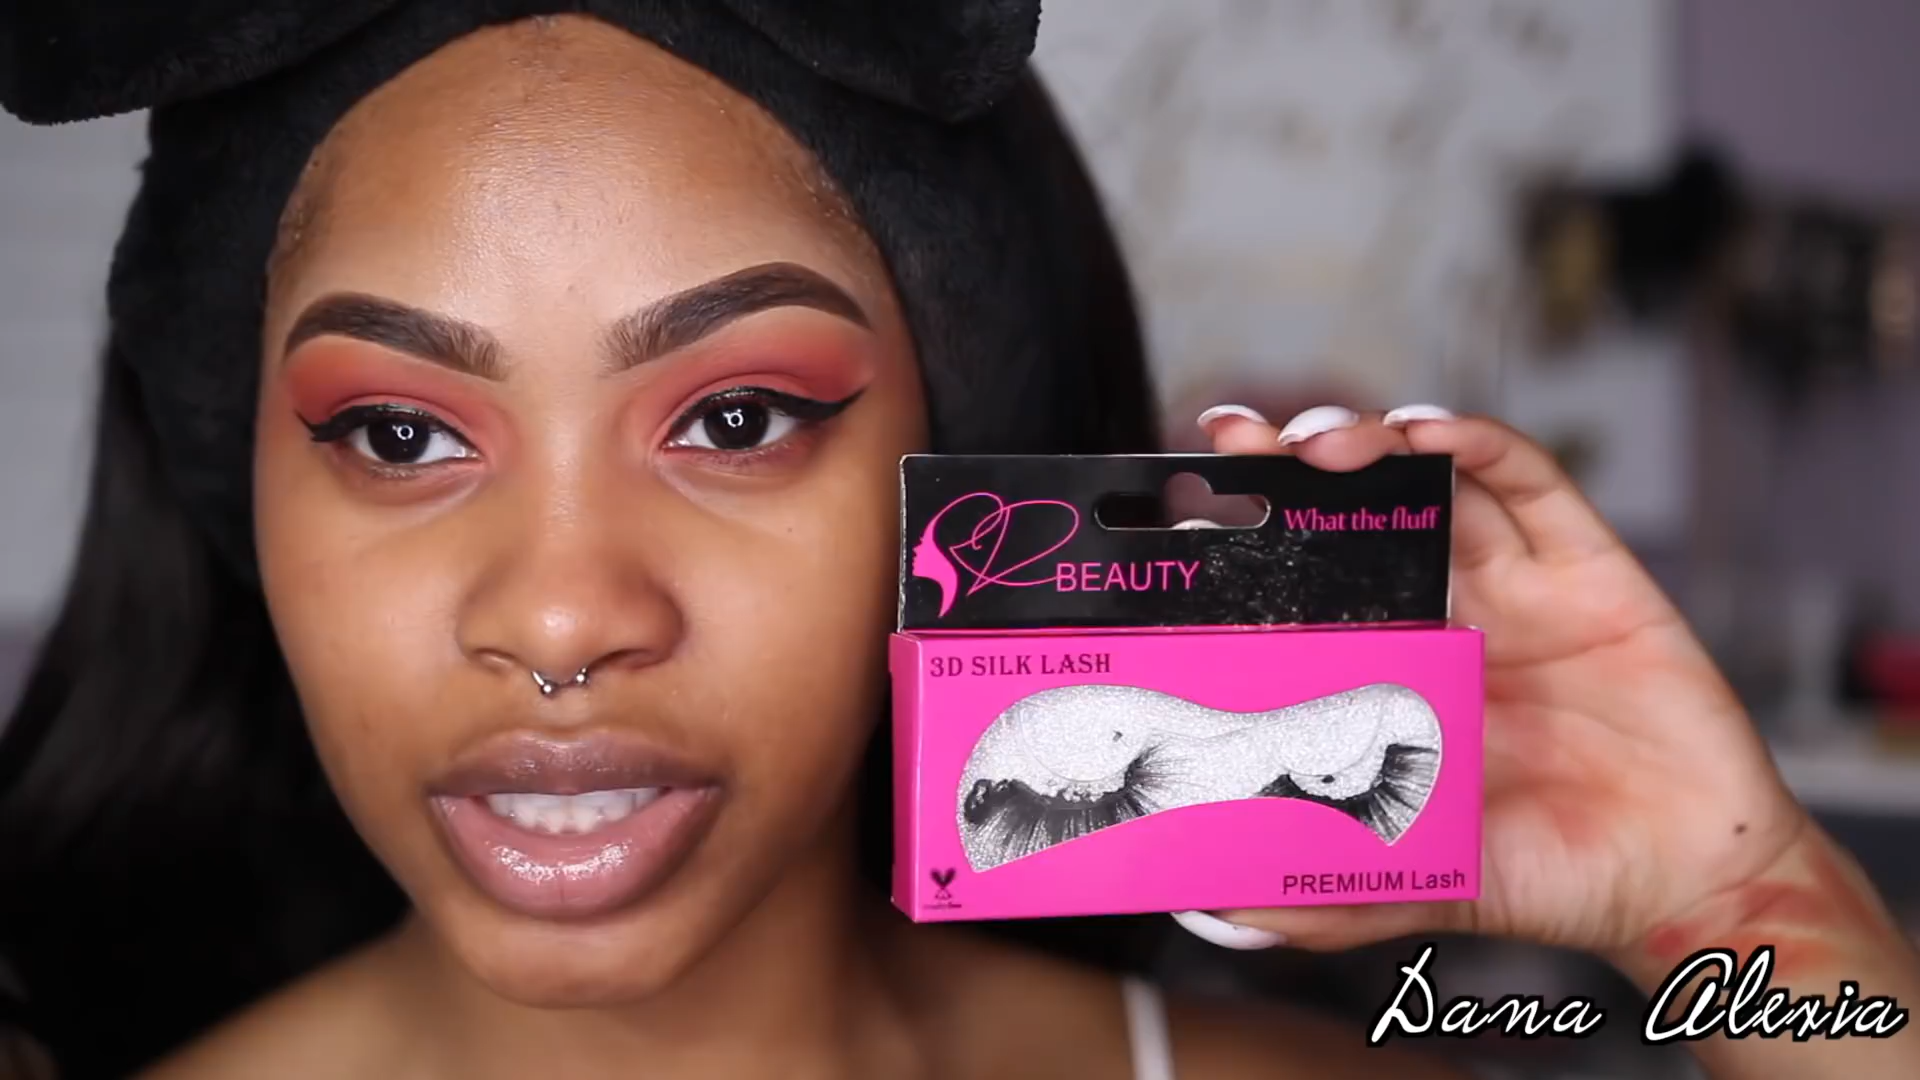 What the fluff
BEAUTY
3D SILK LASH
PREMIUM Lash
Dana Alexia